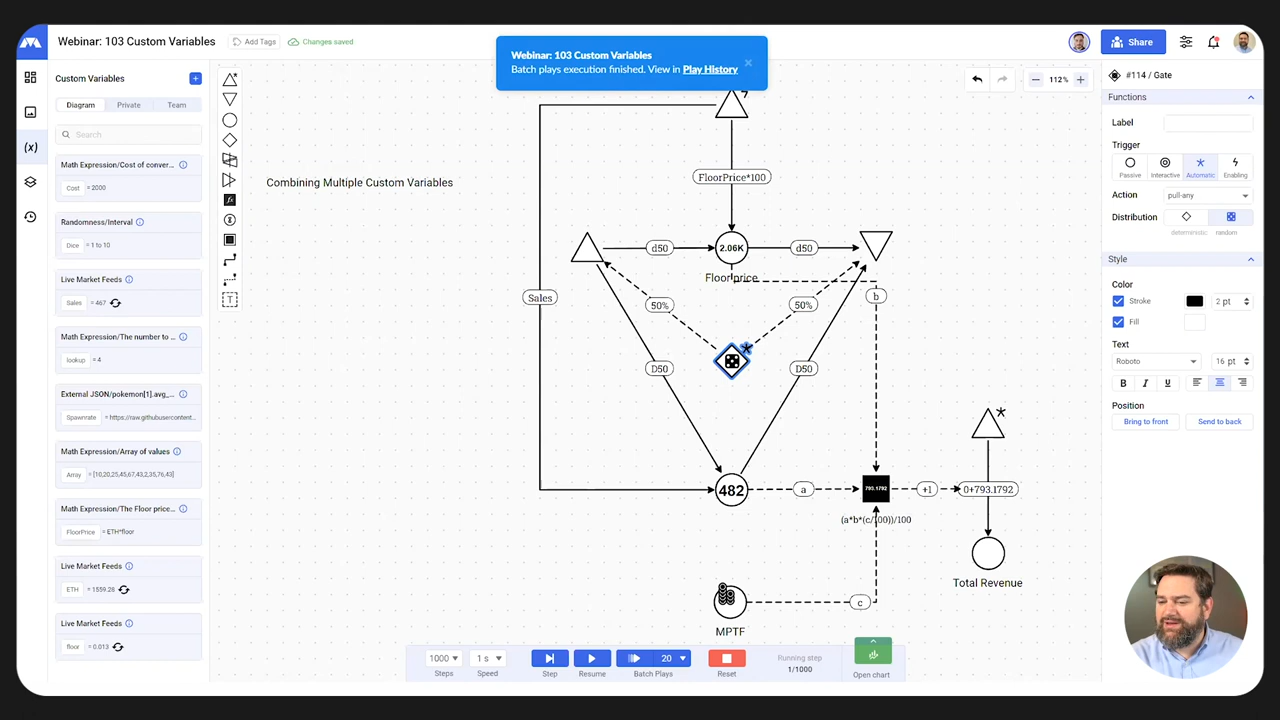 Webinar: 103 Custom Variables
Add Tags
Changes saved
Webinar: 103 Custom Variables
Batch plays execution finished. View in Play History
Share
Custom Variables
Diagram
Private
Team
Search
Math Expression/Cost of conver...
Cost = 2000
Randomness/Interval
Dice = 1 to 10
Live Market Feeds
Sales = 467
Math Expression/The number to ...
lookup = 4
External JSON/pokemon[1].avg_...
Spawnrate = https://raw.githubusercontent...
Math Expression/Array of values
Array = [10,20,25,45,67,43,2,35,76,43]
Math Expression/The Floor price...
FloorPrice = ETH*floor
Live Market Feeds
ETH = 1559.28
Live Market Feeds
floor = 0.013
(x)
112%
Combining Multiple Custom Variables
FloorPrice*100
d50
2.06K
d50
Floor price
Sales
50%
50%
b
D50
D50
482
a
793.1792
+1
0+793.1792
(a*b*(c/100))/100
Total Revenue
c
MPTF
1000
1 s
20
Steps
Speed
Step
Resume
Batch Plays
Reset
Running step
1/1000
Open chart
#114 / Gate
Functions
Label
Trigger
Passive
Interactive
Automatic
Enabling
Action
pull-any
Distribution
deterministic
random
Style
Color
Stroke
2 pt
Fill
Text
Roboto
16 pt
B I U
Position
Bring to front
Send to back